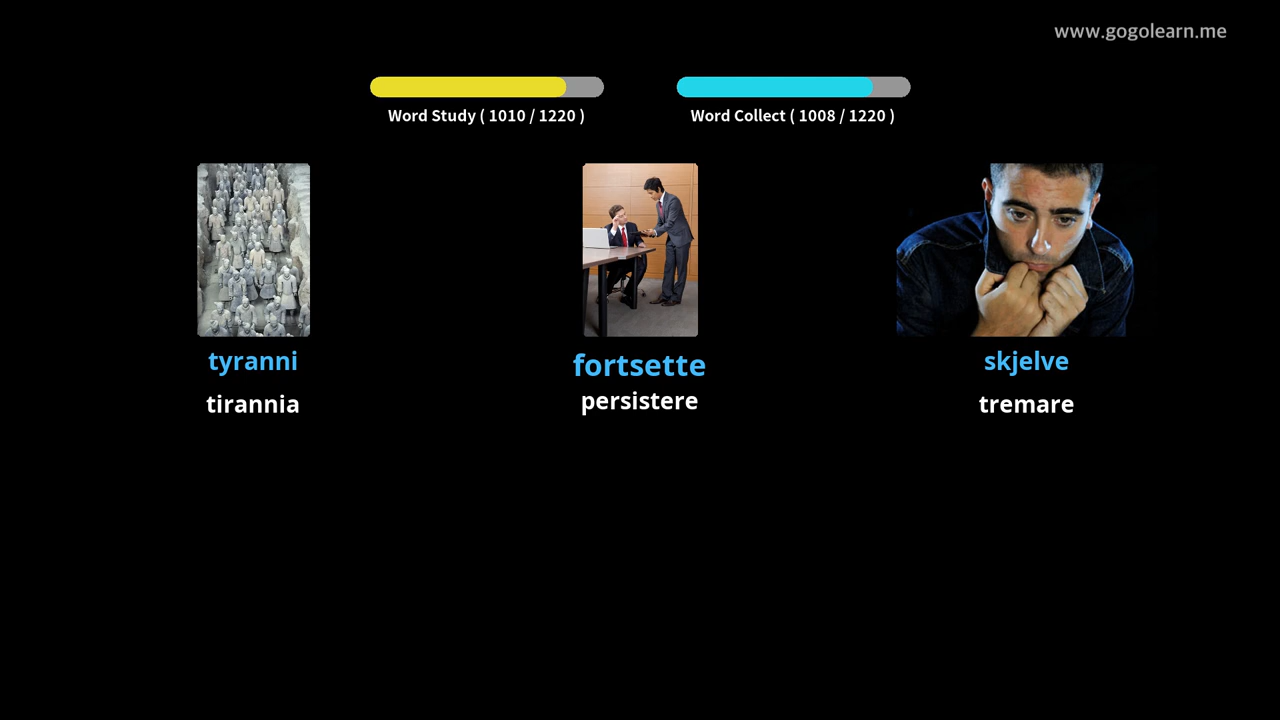 www.gogolearn.me
Word Study ( 1010 / 1220 )
Word Collect ( 1008 / 1220 )
tyranni
tirannia
fortsette
persistere
skjelve
tremare